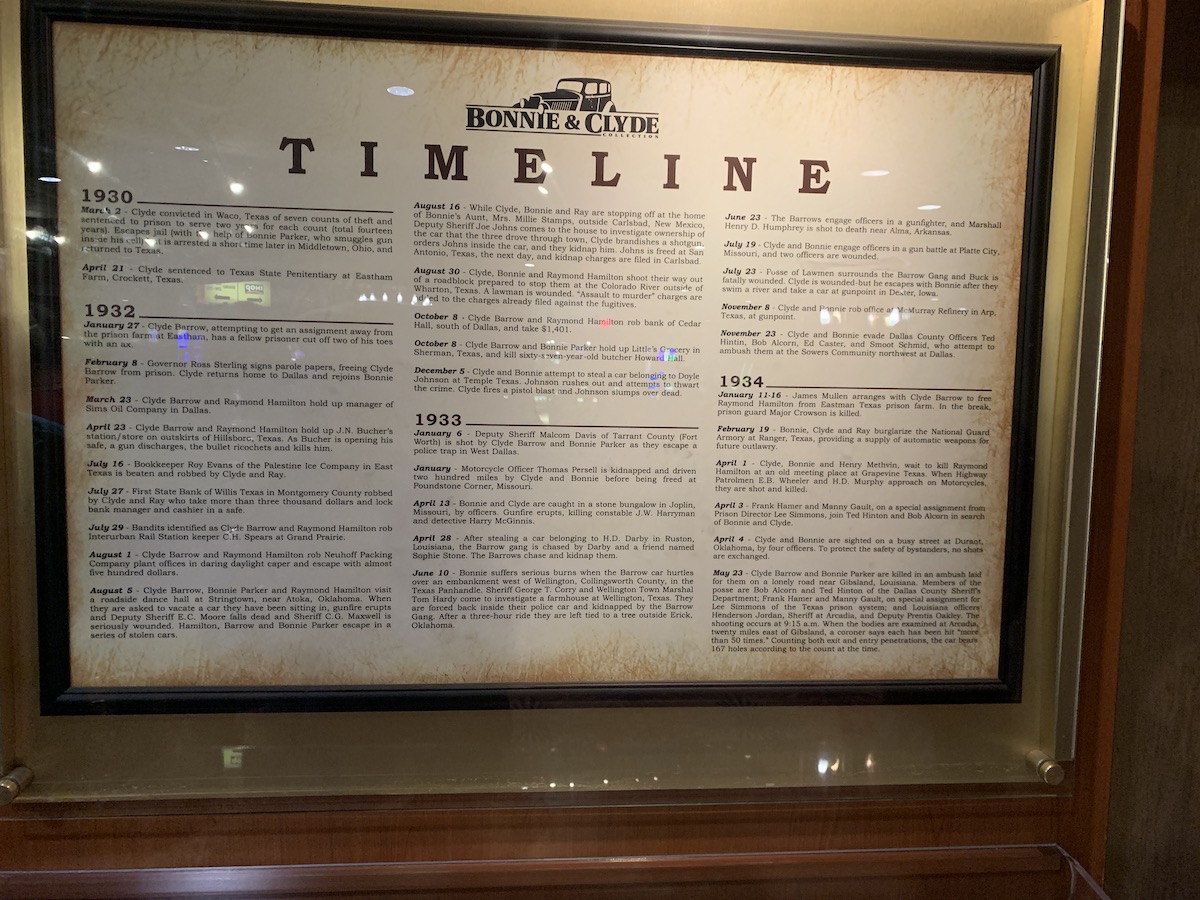 BONNIE & CLYDE
COLLECTION
TIMELINE
1930
March 2 - Clyde convicted in Waco, Texas of seven counts of theft and
sentenced to prison to serve two years for each count (total fourteen
years). Escapes jail (with the help of Bonnie Parker, who smuggles gun
inside his cell), but is arrested a short time later in Middletown, Ohio, and
returned to Texas.
April 21 - Clyde sentenced to Texas State Penitentiary at Eastham
Farm, Crockett, Texas.
1932
January 27 - Clyde Barrow, attempting to get an assignment away from
the prison farm at Eastham, has a fellow prisoner cut off two of his toes
with an ax.
February 8 - Governor Ross Sterling signs parole papers, freeing Clyde
Barrow from prison. Clyde returns home to Dallas and rejoins Bonnie
Parker.
March 23 - Clyde Barrow and Raymond Hamilton hold up manager of
Sims Oil Company in Dallas.
April 23 - Clyde Barrow and Raymond Hamilton hold up J.N. Bucher's
station/store on outskirts of Hillsboro, Texas. As Bucher is opening his
safe, a gun discharges, the bullet ricochets and kills him.
July 16 - Bookkeeper Roy Evans of the Palestine Ice Company in East
Texas is beaten and robbed by Clyde and Ray.
July 27 - First State Bank of Willis Texas in Montgomery County robbed
by Clyde and Ray who take more than three thousand dollars and lock
bank manager and cashier in a safe.
July 29 - Bandits identified as Clyde Barrow and Raymond Hamilton rob
Interurban Rail Station keeper C.H. Spears at Grand Prairie.
August 1 - Clyde Barrow and Raymond Hamilton rob Neuhoff Packing
Company plant offices in daring daylight caper and escape with almost
five hundred dollars.
August 5 - Clyde Barrow, Bonnie Parker and Raymond Hamilton visit
a roadside dance hall at Stringtown, near Atoka, Oklahoma. When
they are asked to vacate a car they have been sitting in, gunfire erupts
and Deputy Sheriff E.C. Moore falls dead and Sheriff C.G. Maxwell is
seriously wounded. Hamilton, Barrow and Bonnie Parker escape in a
series of stolen cars.
August 16 - While Clyde, Bonnie and Ray are stopping off at the home
of Bonnie's Aunt, Mrs. Millie Stamps, outside Carlsbad, New Mexico,
Deputy Sheriff Joe Johns comes to the house to investigate ownership of
the car that the three drove through town, Clyde brandishes a shotgun,
orders Johns inside the car, and they kidnap him. Johns is freed at San
Antonio, Texas, the next day, and kidnap charges are filed in Carlsbad.
August 30 - Clyde, Bonnie and Raymond Hamilton shoot their way out
of a roadblock prepared to stop them at the Colorado River outside of
Wharton, Texas. A lawman is wounded. "Assault to murder" charges are
added to the charges already filed against the fugitives.
October 8 - Clyde Barrow and Raymond Hamilton rob bank of Cedar
Hall, south of Dallas, and take $1,401.
October 8 - Clyde Barrow and Bonnie Parker hold up Little's Grocery in
Sherman, Texas, and kill sixty-seven-year-old butcher Howard Hall.
December 5 - Clyde and Bonnie attempt to steal a car belonging to Doyle
Johnson at Temple Texas. Johnson rushes out and attempts to thwart
the crime. Clyde fires a pistol blast and Johnson slumps over dead.
1933
January 6 - Deputy Sheriff Malcom Davis of Tarrant County (Fort
Worth) is shot by Clyde Barrow and Bonnie Parker as they escape a
police trap in West Dallas.
January - Motorcycle Officer Thomas Persell is kidnapped and driven
two hundred miles by Clyde and Bonnie before being freed at
Poundstone Corner, Missouri.
April 13 - Bonnie and Clyde are caught in a stone bungalow in Joplin,
Missouri, by officers. Gunfire erupts, killing constable J.W. Harryman
and detective Harry McGinnis.
April 28 - After stealing a car belonging to H.D. Darby in Ruston,
Louisiana, the Barrow gang is chased by Darby and a friend named
Sophie Stone. The Barrows chase and kidnap them.
June 10 - Bonnie suffers serious burns when the Barrow car hurtles
over an embankment west of Wellington, Collingsworth County, in the
Texas Panhandle. Sheriff George T. Corry and Wellington Town Marshal
Tom Hardy come to investigate a farmhouse at Wellington, Texas. They
are forced back inside their police car and kidnapped by the Barrow
Gang. After a three-hour ride they are left tied to a tree outside Erick,
Oklahoma.
June 23 - The Barrows engage officers in a gunfighter, and Marshall
Henry D. Humphrey is shot to death near Alma, Arkansas.
July 19 - Clyde and Bonnie engage officers in a gun battle at Platte City,
Missouri, and two officers are wounded.
July 23 - Posse of Lawmen surrounds the Barrow Gang and Buck is
fatally wounded. Clyde is wounded-but he escapes with Bonnie after they
swim a river and take a car at gunpoint in Dexter, Iowa.
November 8 - Clyde and Bonnie rob office at McMurray Refinery in Arp,
Texas, at gunpoint.
November 23 - Clyde and Bonnie evade Dallas County Officers Ted
Hintin, Bob Alcorn, Ed Caster, and Smoot Schmid, who attempt to
ambush them at the Sowers Community northwest at Dallas.
1934
January 11-16 - James Mullen arranges with Clyde Barrow to free
Raymond Hamilton from Eastman Texas prison farm. In the break,
prison guard Major Crowson is killed.
February 19 - Bonnie, Clyde and Ray burglarize the National Guard
Armory at Ranger, Texas, providing a supply of automatic weapons for
future outlawry.
April 1 - Clyde, Bonnie and Henry Methvin, wait to kill Raymond
Hamilton at an old meeting place at Grapevine Texas. When Highway
Patrolmen E.B. Wheeler and H.D. Murphy approach on Motorcycles,
they are shot and killed.
April 3 - Frank Hamer and Manny Gault, on a special assignment from
Prison Director Lee Simmons, join Ted Hinton and Bob Alcorn in search
of Bonnie and Clyde.
April 4 - Clyde and Bonnie are sighted on a busy street at Durant,
Oklahoma, by four officers. To protect the safety of bystanders, no shots
are exchanged.
May 23 - Clyde Barrow and Bonnie Parker are killed in an ambush laid
for them on a lonely road near Gibsland, Louisiana. Members of the
posse are Bob Alcorn and Ted Hinton of the Dallas County Sheriff's
Department; Frank Hamer and Manny Gault, on special assignment for
Lee Simmons of the Texas prison system; and Louisiana officers
Henderson Jordan, Sheriff at Arcadia, and Deputy Prentis Oakley. The
shooting occurs at 9:15 a.m. When the bodies are examined at Arcadia,
twenty miles east of Gibsland, a coroner says each has been hit "more
than 50 times." Counting both exit and entry penetrations, the car bears
167 holes according to the count at the time.